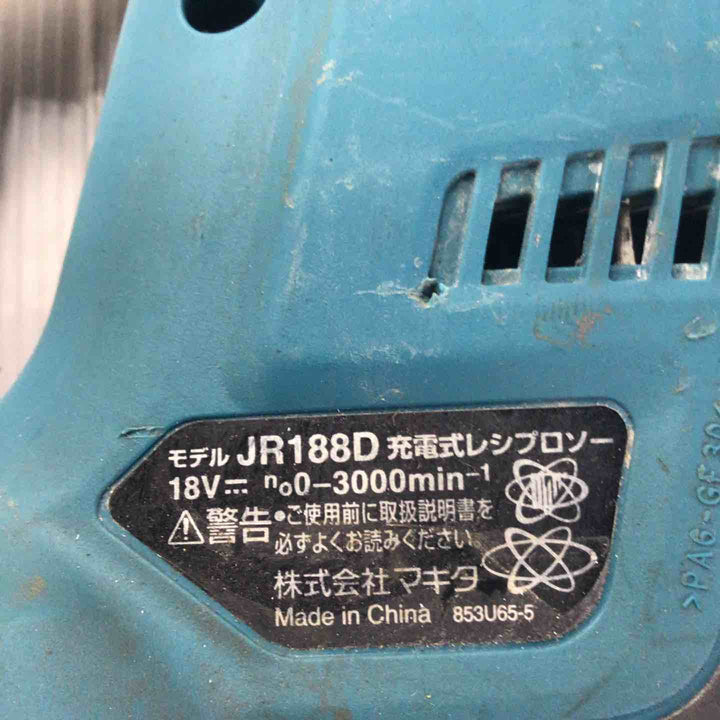 モデル JR188D 充電式レシプロソー
18V⎓ n₀0-3000min⁻¹
⚠警告 •ご使用前に取扱説明書を
必ずよくお読みください。
株式会社 マキタ
Made in China 853U65-5
>PA6-GF30